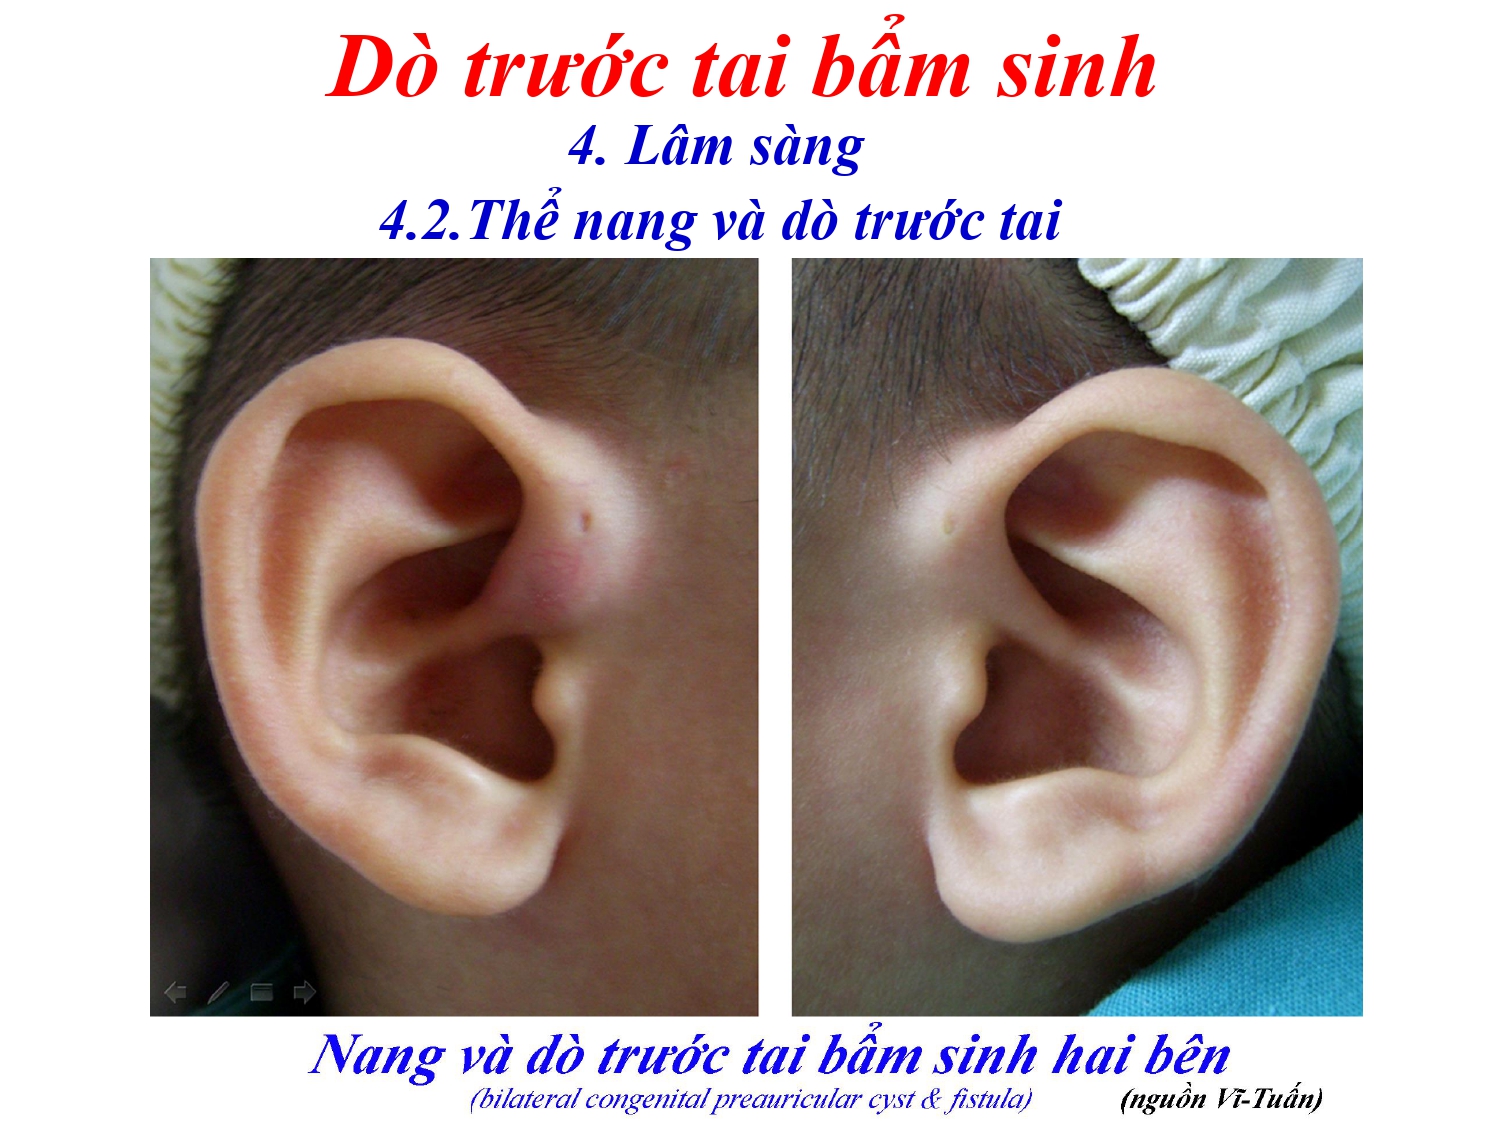 Dò trước tai bẩm sinh
4. Lâm sàng
4.2.Thể nang và dò trước tai
Nang và dò trước tai bẩm sinh hai bên
(bilateral congenital preauricular cyst & fistula) (nguồn Vĩ-Tuấn)